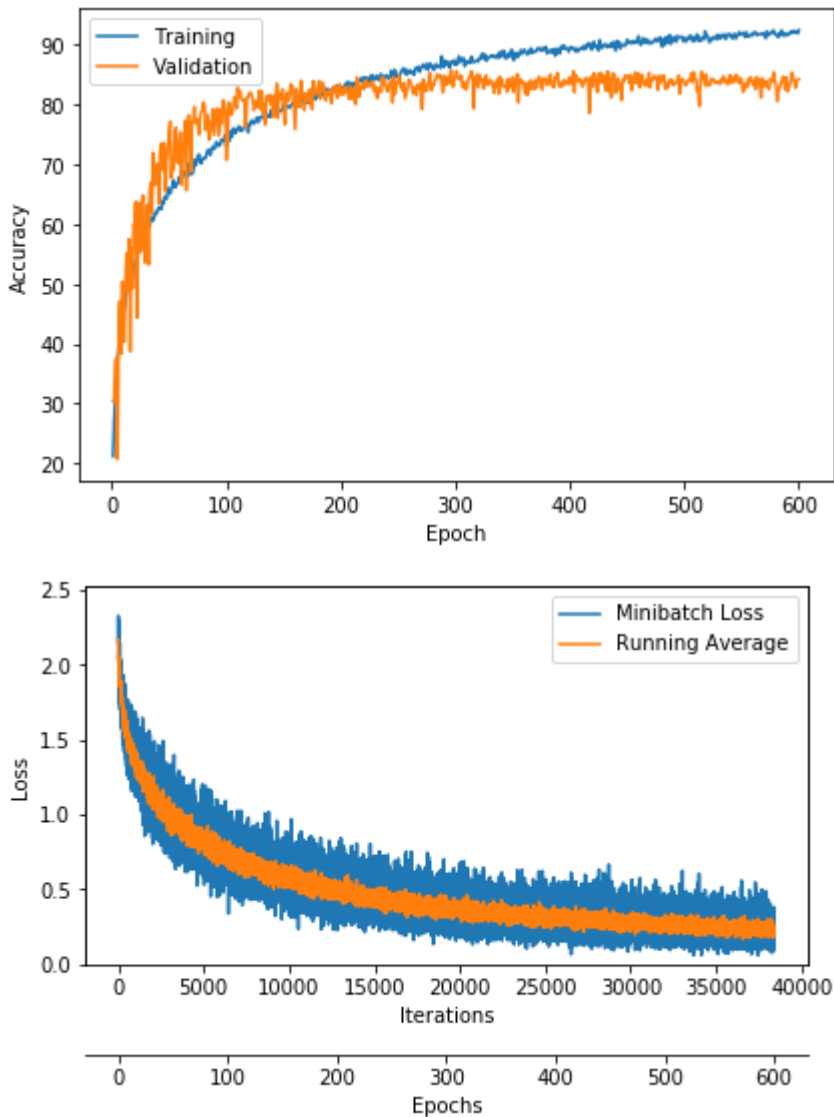 Training
Validation
90
80
70
60
50
40
30
20
Accuracy
0 100 200 300 400 500 600
Epoch
Minibatch Loss
Running Average
2.5
2.0
1.5
1.0
0.5
0.0
Loss
0 5000 10000 15000 20000 25000 30000 35000 40000
Iterations
0 100 200 300 400 500 600
Epochs